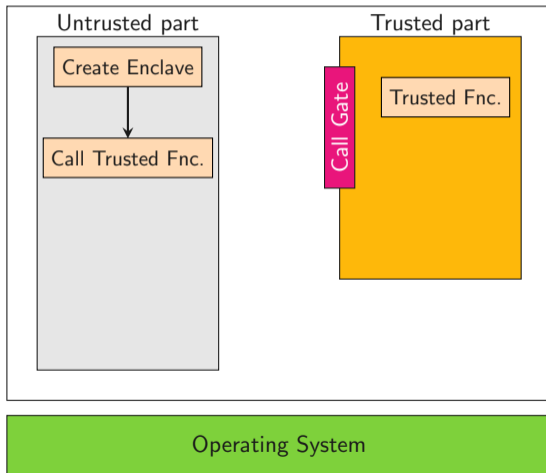 Untrusted part
Trusted part
Create Enclave
Call Trusted Fnc.
Call Gate
Trusted Fnc.
Operating System